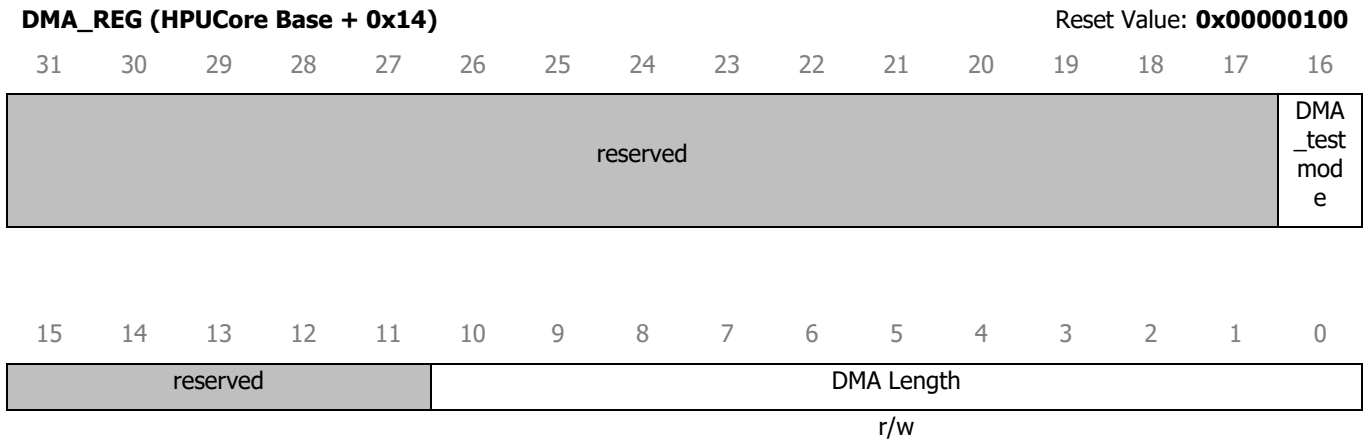 DMA_REG (HPUCore Base + 0x14) Reset Value: 0x00000100
31 30 29 28 27 26 25 24 23 22 21 20 19 18 17 16
reserved
DMA
_test
mod
e
15 14 13 12 11 10 9 8 7 6 5 4 3 2 1 0
reserved DMA Length
r/w